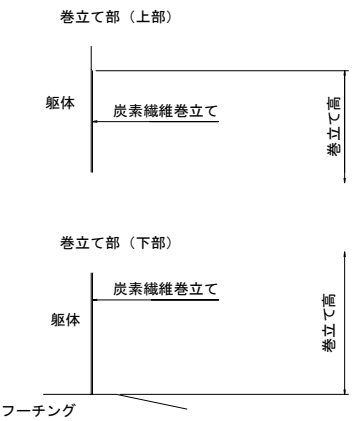 巻立て部（上部）
躯体
炭素繊維巻立て
巻立て高
巻立て部（下部）
炭素繊維巻立て
躯体
巻立て高
フーチング